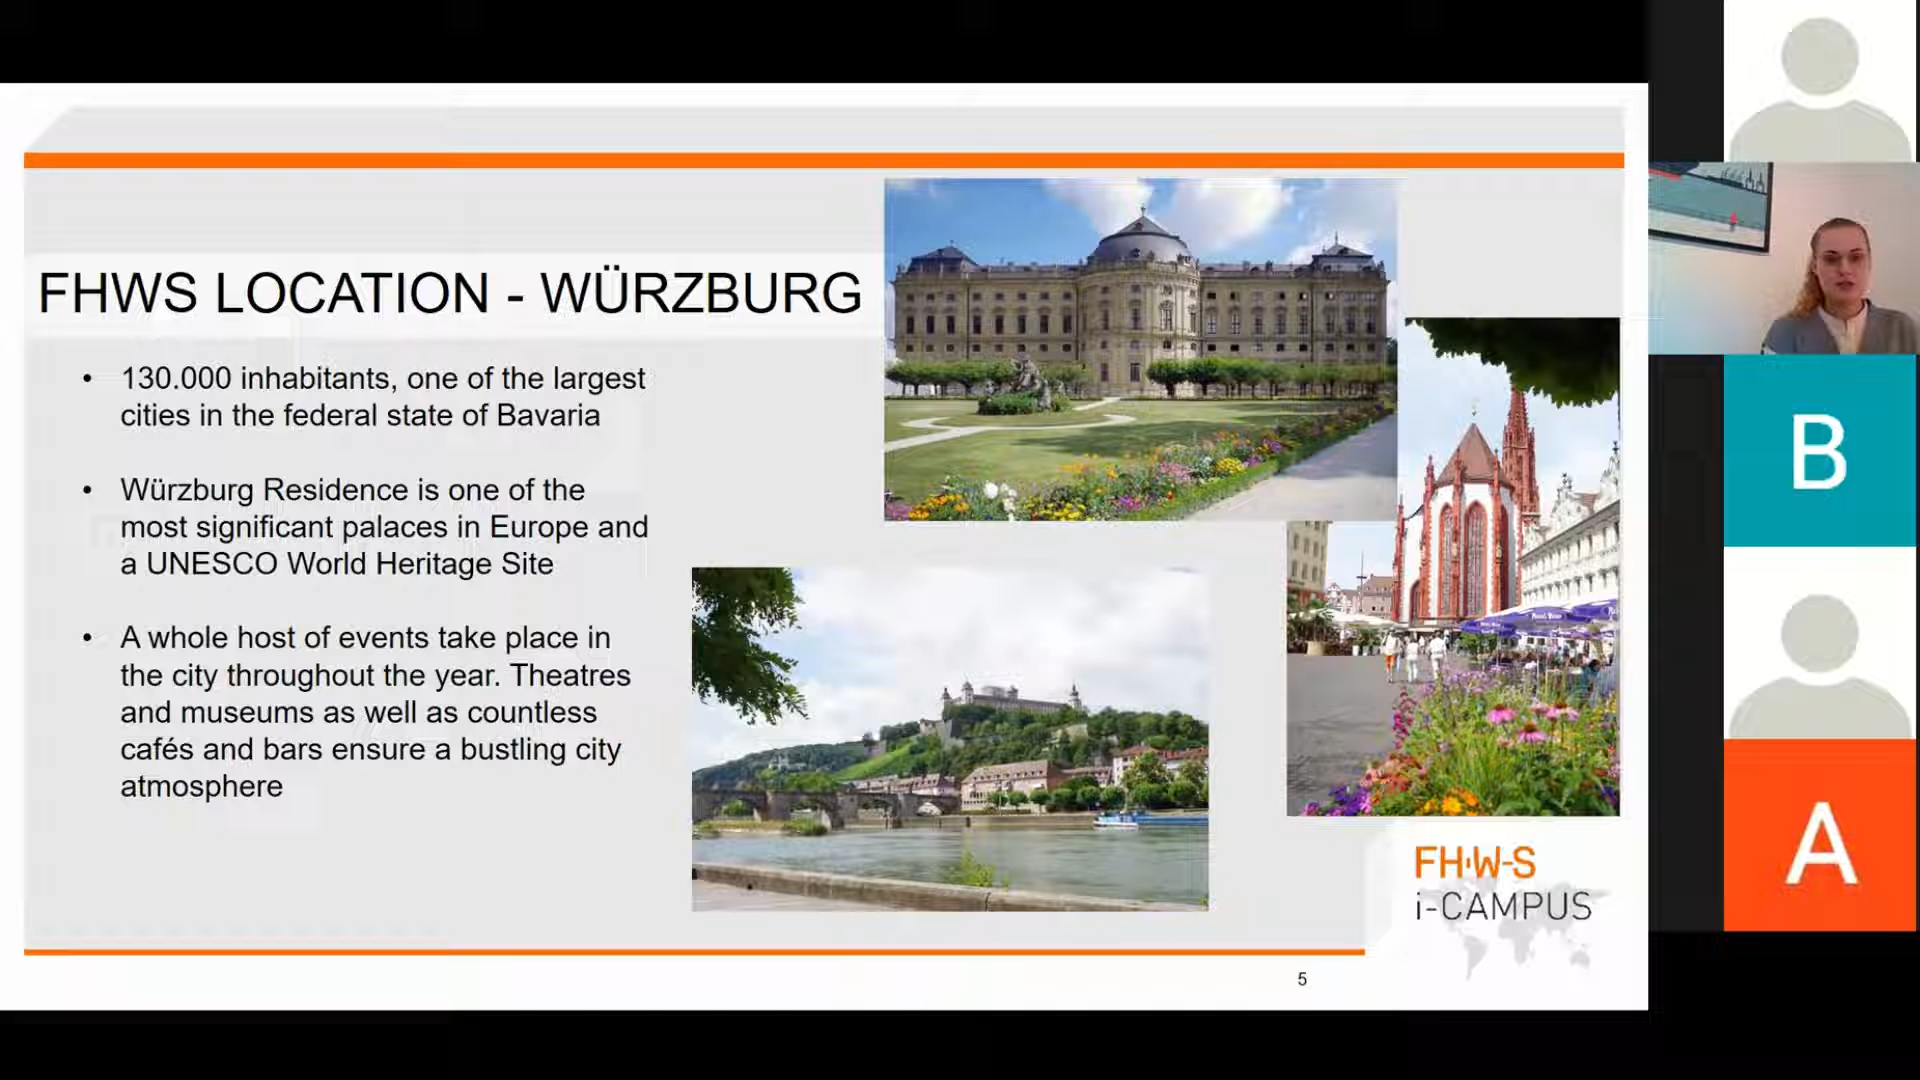 FHWS LOCATION - WÜRZBURG
• 130.000 inhabitants, one of the largest
cities in the federal state of Bavaria
• Würzburg Residence is one of the
most significant palaces in Europe and
a UNESCO World Heritage Site
• A whole host of events take place in
the city throughout the year. Theatres
and museums as well as countless
cafés and bars ensure a bustling city
atmosphere
FH·W-S
i-CAMPUS
5
B
A